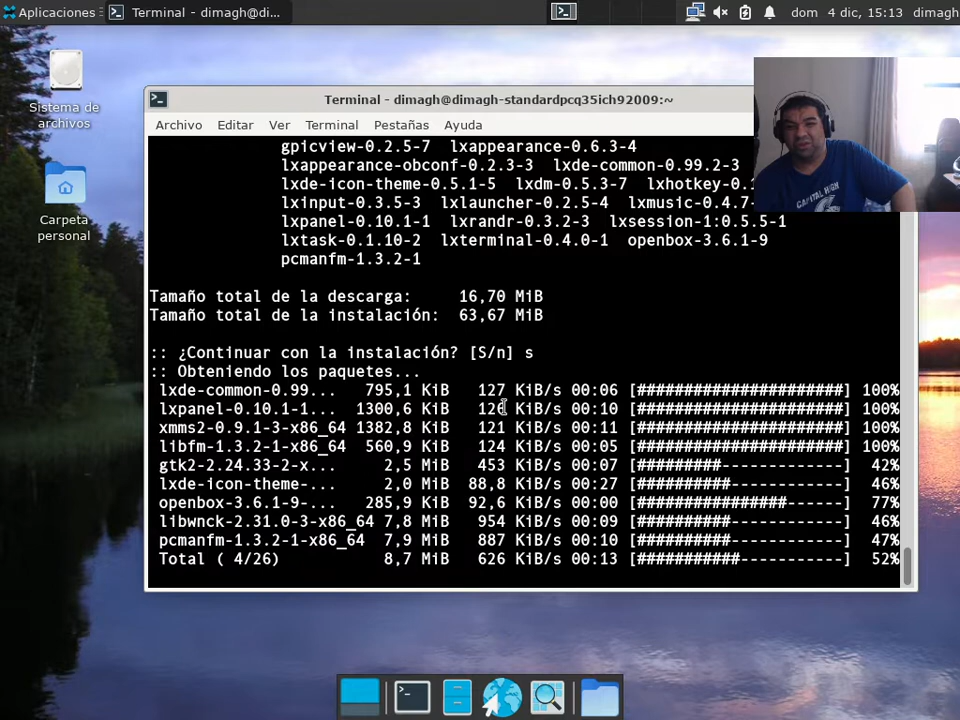 Aplicaciones
Terminal - dimagh@di...
dom 4 dic, 15:13
dimagh
Sistema de
archivos
Carpeta
personal
Terminal - dimagh@dimagh-standardpcq35ich92009:~
Archivo Editar Ver Terminal Pestañas Ayuda
gpicview-0.2.5-7 lxappearance-0.6.3-4
lxappearance-obconf-0.2.3-3 lxde-common-0.99.2-3
lxde-icon-theme-0.5.1-5 lxdm-0.5.3-7 lxhotkey-0.1
lxinput-0.3.5-3 lxlauncher-0.2.5-4 lxmusic-0.4.7-
lxpanel-0.10.1-1 lxrandr-0.3.2-3 lxsession-1:0.5.5-1
lxtask-0.1.10-2 lxterminal-0.4.0-1 openbox-3.6.1-9
pcmanfm-1.3.2-1
Tamaño total de la descarga: 16,70 MiB
Tamaño total de la instalación: 63,67 MiB
:: ¿Continuar con la instalación? [S/n] s
:: Obteniendo los paquetes...
lxde-common-0.99... 795,1 KiB 127 KiB/s 00:06 [######################] 100%
lxpanel-0.10.1-1... 1300,6 KiB 126 KiB/s 00:10 [######################] 100%
xmms2-0.9.1-3-x86_64 1382,8 KiB 121 KiB/s 00:11 [######################] 100%
libfm-1.3.2-1-x86_64 560,9 KiB 124 KiB/s 00:05 [######################] 100%
gtk2-2.24.33-2-x... 2,5 MiB 453 KiB/s 00:07 [#########-------------] 42%
lxde-icon-theme-... 2,0 MiB 88,8 KiB/s 00:27 [##########------------] 46%
openbox-3.6.1-9-... 285,9 KiB 92,6 KiB/s 00:00 [################------] 77%
libwnck-2.31.0-3-x86_64 7,8 MiB 954 KiB/s 00:09 [##########------------] 46%
pcmanfm-1.3.2-1-x86_64 7,9 MiB 887 KiB/s 00:10 [##########------------] 47%
Total ( 4/26) 8,7 MiB 626 KiB/s 00:13 [###########-----------] 52%
CAPITAL HIGH